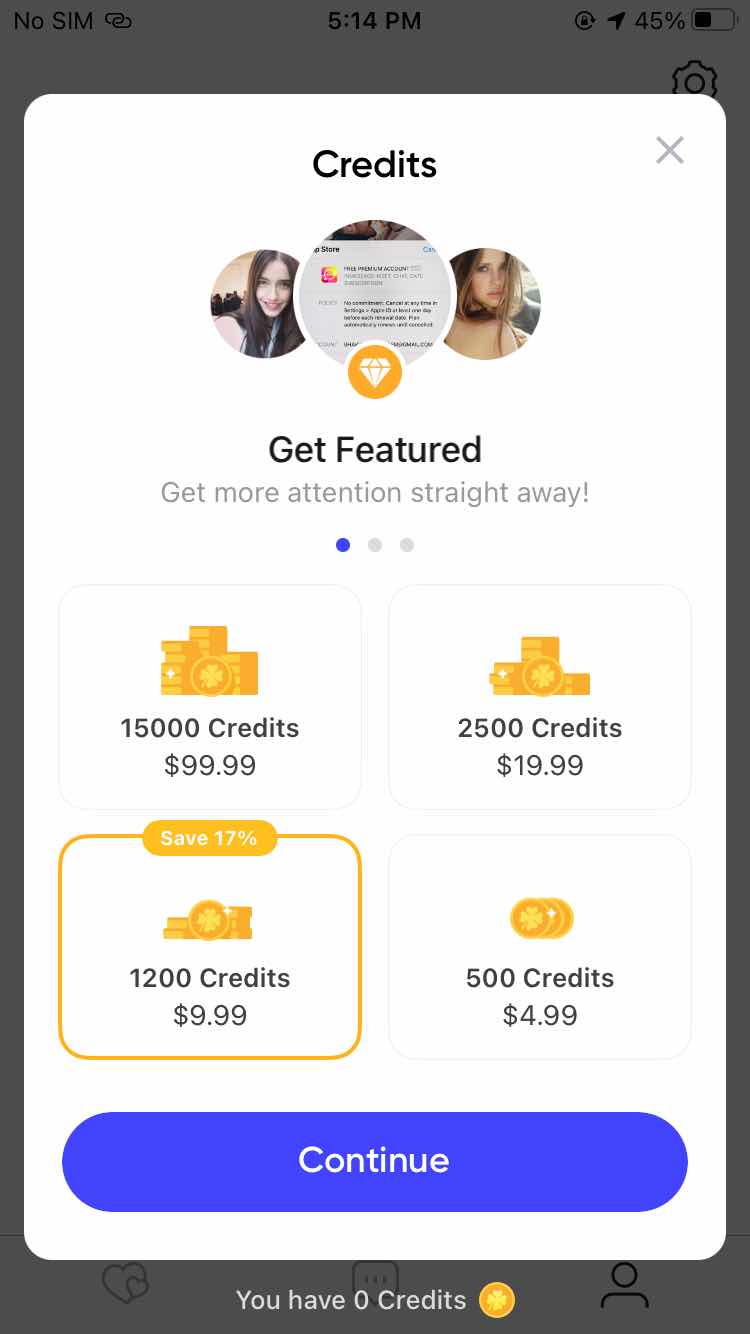 No SIM
5:14 PM
45%
Credits
p Store
FREE PREMIUM ACCOUNT
SUBSCRIPTION
POLICY
No commitment. Cancel at any time in
Settings > Apple ID at least one day
before each renewal date. Plan
automatically renews until cancelled.
Get Featured
Get more attention straight away!
15000 Credits
$99.99
2500 Credits
$19.99
Save 17%
1200 Credits
$9.99
500 Credits
$4.99
Continue
You have 0 Credits